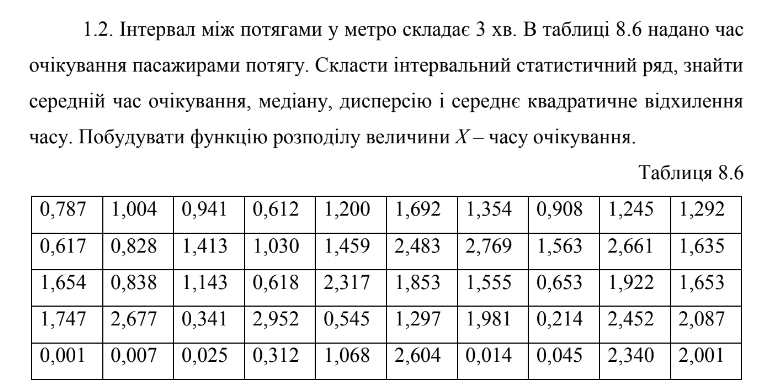 1.2. Інтервал між потягами у метро складає 3 хв. В таблиці 8.6 надано час
очікування пасажирами потягу. Скласти інтервальний статистичний ряд, знайти
середній час очікування, медіану, дисперсію і середнє квадратичне відхилення
часу. Побудувати функцію розподілу величини X – часу очікування.
Таблиця 8.6
0,787 1,004 0,941 0,612 1,200 1,692 1,354 0,908 1,245 1,292
0,617 0,828 1,413 1,030 1,459 2,483 2,769 1,563 2,661 1,635
1,654 0,838 1,143 0,618 2,317 1,853 1,555 0,653 1,922 1,653
1,747 2,677 0,341 2,952 0,545 1,297 1,981 0,214 2,452 2,087
0,001 0,007 0,025 0,312 1,068 2,604 0,014 0,045 2,340 2,001